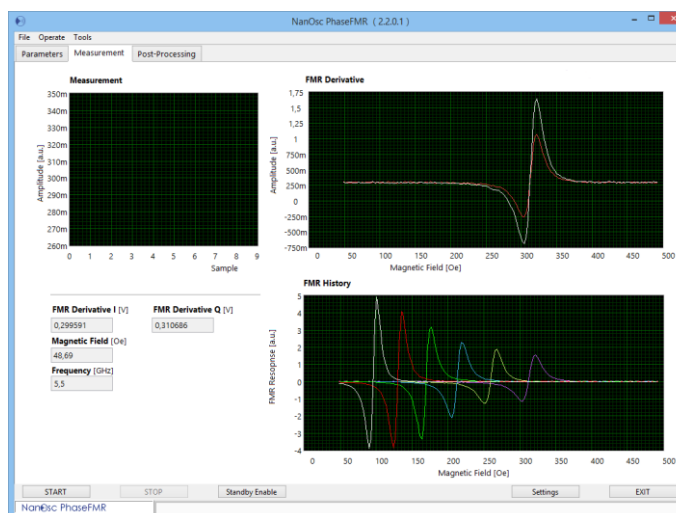 NanOsc PhaseFMR ( 2.2.0.1 )
File Operate Tools
Parameters Measurement Post-Processing
Measurement
Amplitude [a.u.]
350m
340m
330m
320m
310m
300m
290m
280m
270m
260m
0 1 2 3 4 5 6 7 8 9
Sample
FMR Derivative
Amplitude [a.u.]
1,75
1,5
1,25
1
750m
500m
250m
0
-250m
-500m
-750m
0 50 100 150 200 250 300 350 400 450 500
Magnetic Field [Oe]
FMR Derivative I [V] FMR Derivative Q [V]
0,299591 0,310686
Magnetic Field [Oe]
48,69
Frequency [GHz]
5,5
FMR History
FMR Resopnse [a.u.]
5
4
3
2
1
0
-1
-2
-3
-4
0 50 100 150 200 250 300 350 400 450 500
Magnetic Field [Oe]
START STOP Standby Enable Settings EXIT
NanOsc PhaseFMR